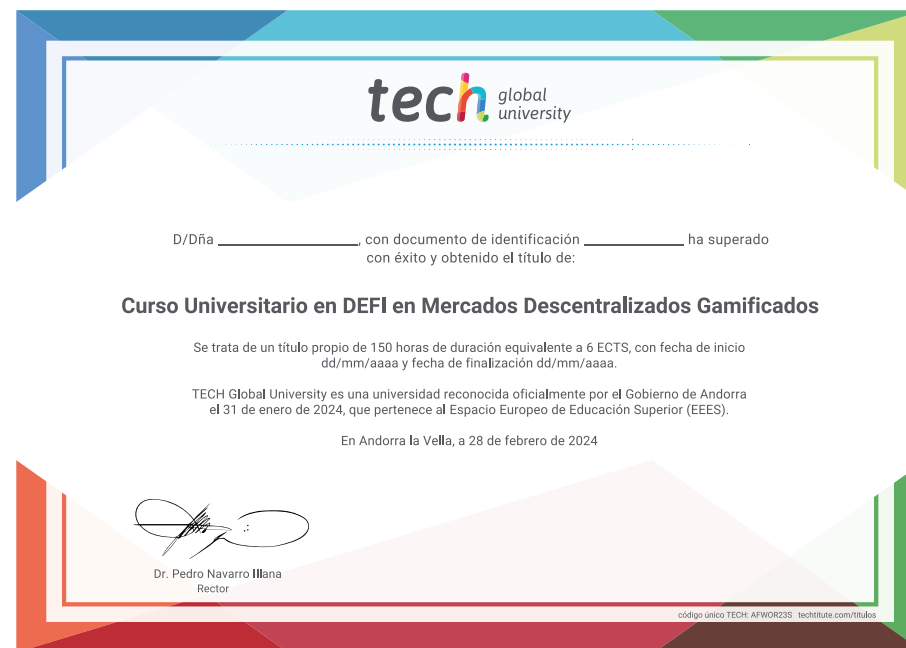 tech global university
D/Dña ____________________, con documento de identificación ______________ ha superado
con éxito y obtenido el título de:
Curso Universitario en DEFI en Mercados Descentralizados Gamificados
Se trata de un título propio de 150 horas de duración equivalente a 6 ECTS, con fecha de inicio
dd/mm/aaaa y fecha de finalización dd/mm/aaaa.
TECH Global University es una universidad reconocida oficialmente por el Gobierno de Andorra
el 31 de enero de 2024, que pertenece al Espacio Europeo de Educación Superior (EEES).
En Andorra la Vella, a 28 de febrero de 2024
Dr. Pedro Navarro Illana
Rector
código único TECH: AFWOR23S techtitute.com/titulos